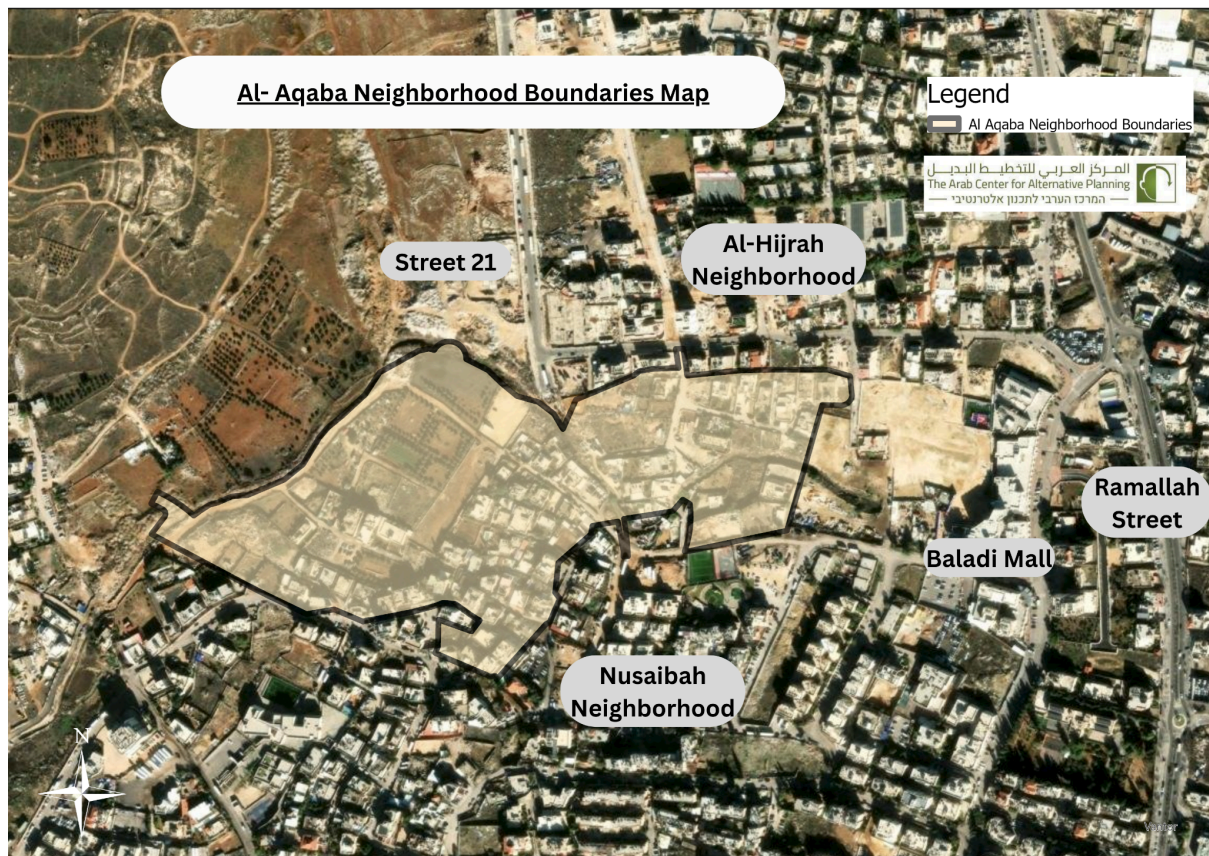 Al- Aqaba Neighborhood Boundaries Map
Legend
Al Aqaba Neighborhood Boundaries
المركز العربي للتخطيط البديل
The Arab Center for Alternative Planning
המרכז הערבי לתכנון אלטרנטיבי
Street 21
Al-Hijrah
Neighborhood
Ramallah
Street
Baladi Mall
Nusaibah
Neighborhood
N